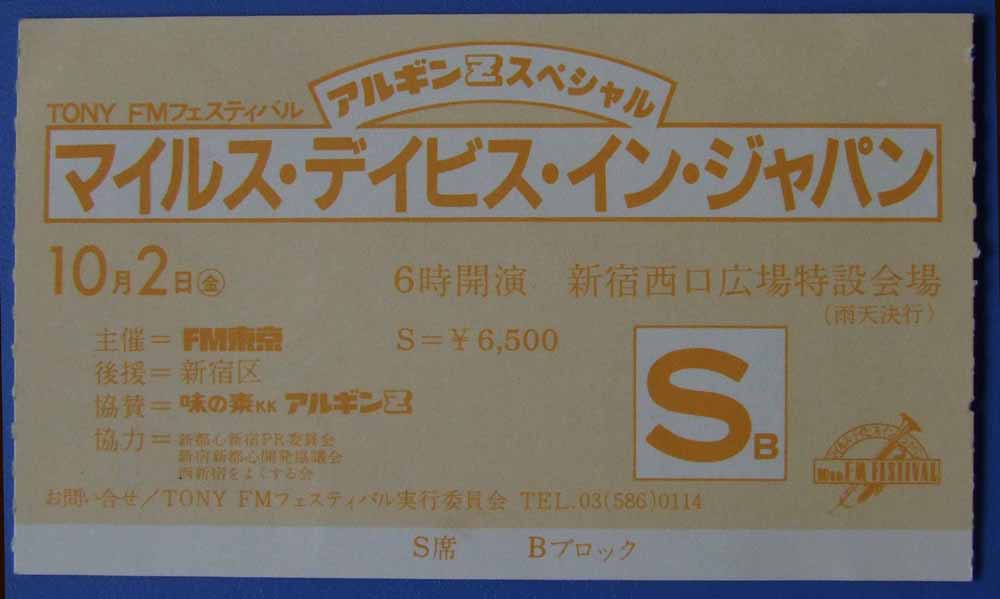 アルギンZスペシャル
TONY FMフェスティバル
マイルス・デイビス・イン・ジャパン
10月2日㊎ 6時開演 新宿西口広場特設会場
(雨天決行)
主催＝FM東京 S＝¥6,500
後援＝新宿区
協賛＝味の素KK アルギンZ
協力＝新都心新宿PR委員会
新宿新都心開発協議会
西新宿をよくする会
SB
FM FESTIVAL
お問い合せ/TONY FMフェスティバル実行委員会 TEL.03(586)0114
S席 Bブロック